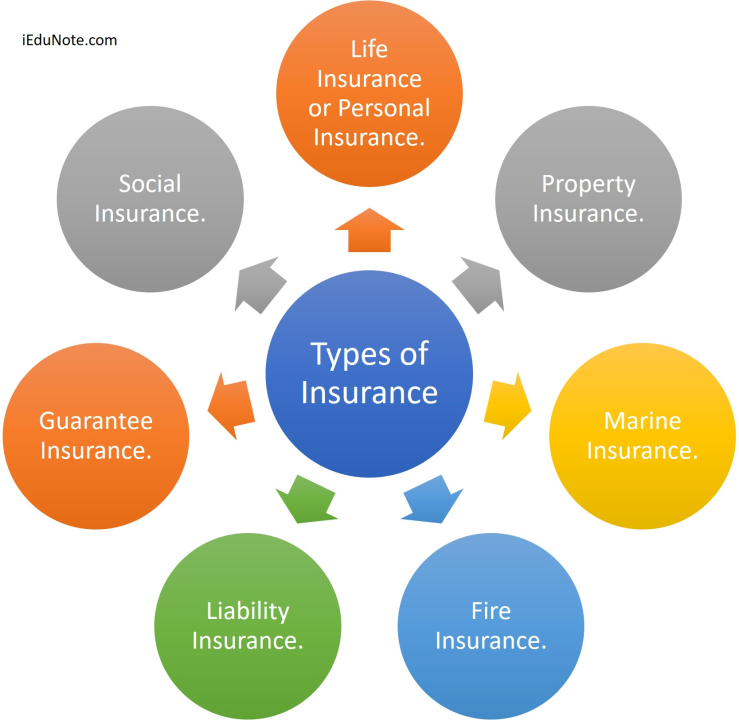 iEduNote.com
Life
Insurance
or Personal
Insurance.
Property
Insurance.
Marine
Insurance.
Fire
Insurance.
Liability
Insurance.
Guarantee
Insurance.
Social
Insurance.
Types of
Insurance